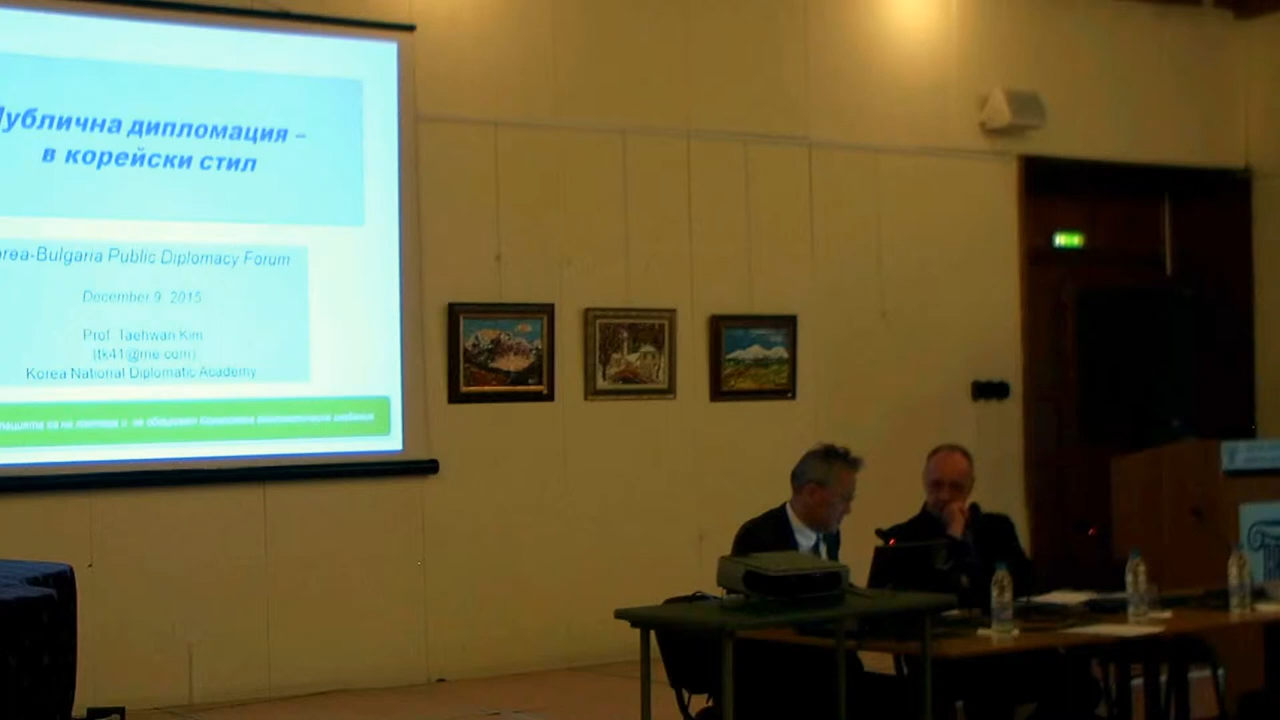 Публична дипломация –
в корейски стил
Korea-Bulgaria Public Diplomacy Forum
December 9, 2015
Prof. Taehwan Kim
(tk41@me.com)
Korea National Diplomatic Academy